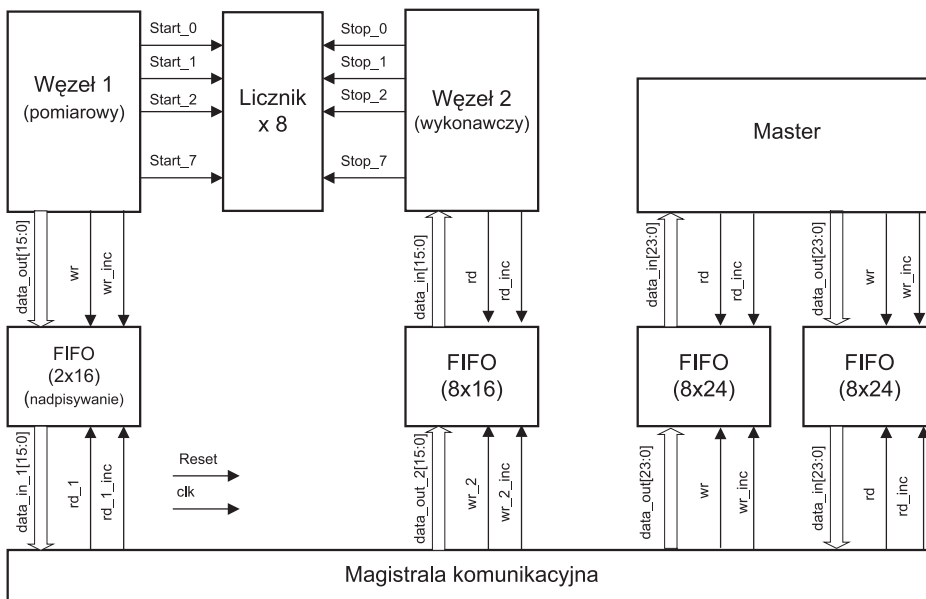 Węzeł 1
(pomiarowy)
Start_0
Start_1
Start_2
Start_7
Licznik
x 8
Stop_0
Stop_1
Stop_2
Stop_7
Węzeł 2
(wykonawczy)
Master
data_out[15:0]
wr
wr_inc
data_in[15:0]
rd
rd_inc
data_in[23:0]
rd
rd_inc
data_out[23:0]
wr
wr_inc
FIFO
(2x16)
(nadpisywanie)
FIFO
(8x16)
FIFO
(8x24)
FIFO
(8x24)
data_in_1[15:0]
rd_1
rd_1_inc
Reset
clk
data_out_2[15:0]
wr_2
wr_2_inc
data_out[23:0]
wr
wr_inc
data_in[23:0]
rd
rd_inc
Magistrala komunikacyjna